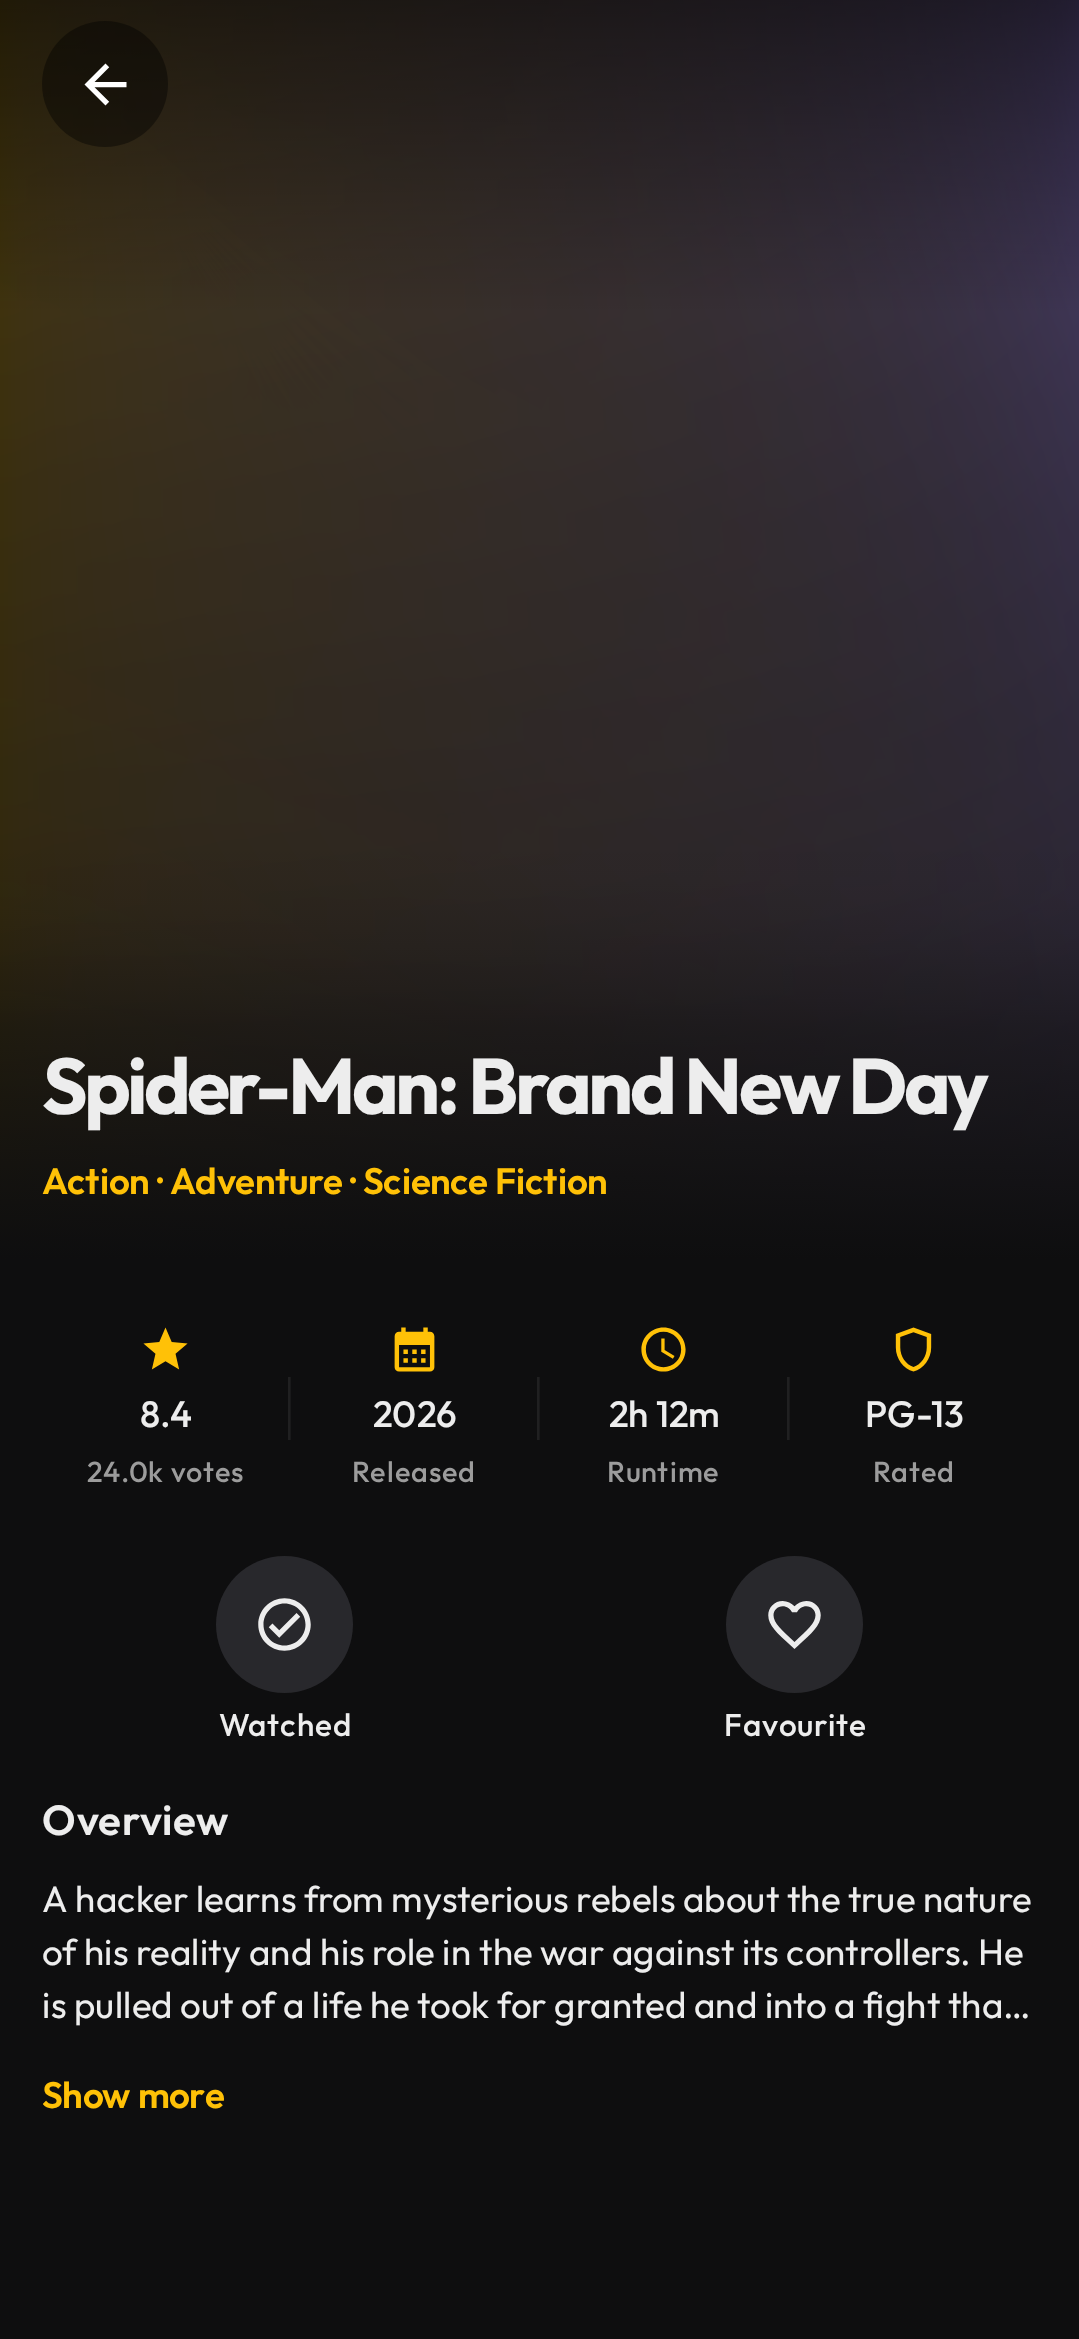 Spider-Man: Brand New Day
Action · Adventure · Science Fiction
8.4
2026
2h 12m
PG-13
24.0k votes
Released
Runtime
Rated
Watched
Favourite
Overview
A hacker learns from mysterious rebels about the true nature
of his reality and his role in the war against its controllers. He
is pulled out of a life he took for granted and into a fight tha...
Show more